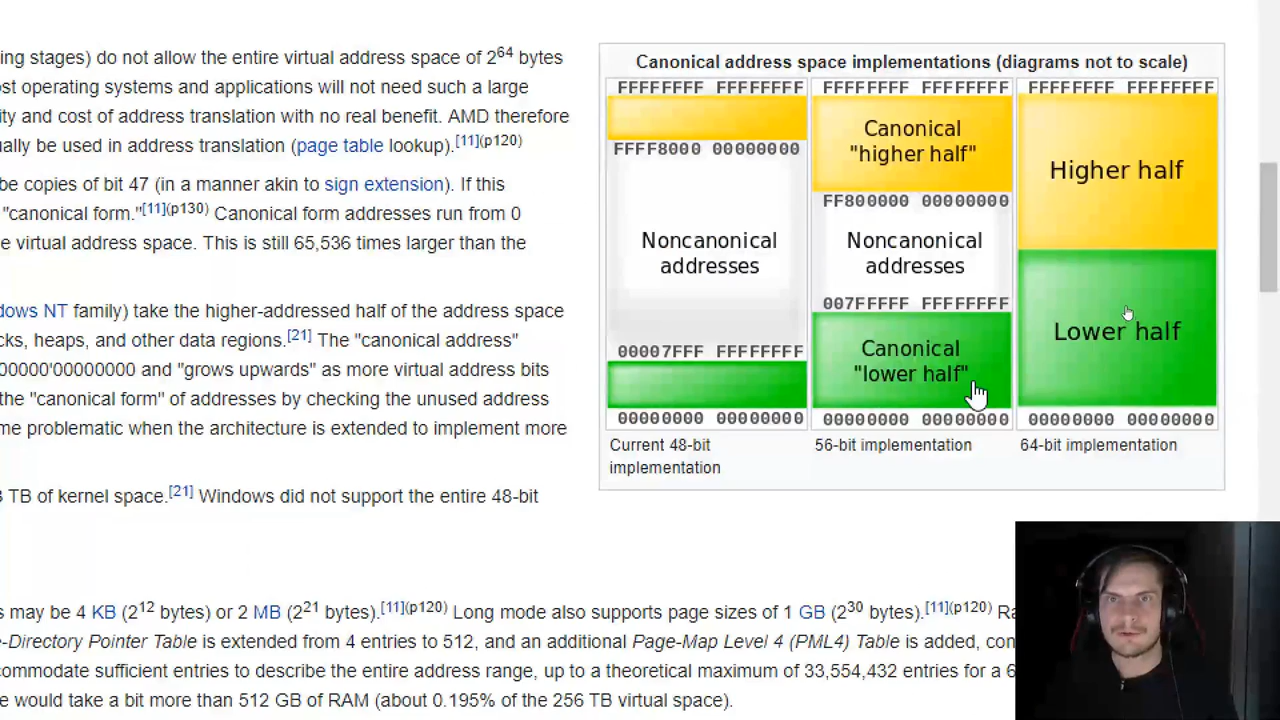 ing stages) do not allow the entire virtual address space of 2⁶⁴ bytes
st operating systems and applications will not need such a large
ity and cost of address translation with no real benefit. AMD therefore
ually be used in address translation (page table lookup).[11](p120)
be copies of bit 47 (in a manner akin to sign extension). If this
"canonical form."[11](p130) Canonical form addresses run from 0
e virtual address space. This is still 65,536 times larger than the
dows NT family) take the higher-addressed half of the address space
cks, heaps, and other data regions.[21] The "canonical address"
00000'00000000 and "grows upwards" as more virtual address bits
the "canonical form" of addresses by checking the unused address
me problematic when the architecture is extended to implement more
TB of kernel space.[21] Windows did not support the entire 48-bit
Canonical address space implementations (diagrams not to scale)
FFFFFFFF FFFFFFFF
FFFF8000 00000000
Noncanonical
addresses
00007FFF FFFFFFFF
00000000 00000000
Current 48-bit
implementation
FFFFFFFF FFFFFFFF
Canonical
"higher half"
FF800000 00000000
Noncanonical
addresses
007FFFFF FFFFFFFF
Canonical
"lower half"
00000000 00000000
56-bit implementation
FFFFFFFF FFFFFFFF
Higher half
Lower half
00000000 00000000
64-bit implementation
s may be 4 KB (2¹² bytes) or 2 MB (2²¹ bytes).[11](p120) Long mode also supports page sizes of 1 GB (2³⁰ bytes).[11](p120) Ra
e-Directory Pointer Table is extended from 4 entries to 512, and an additional Page-Map Level 4 (PML4) Table is added, con
commodate sufficient entries to describe the entire address range, up to a theoretical maximum of 33,554,432 entries for a 6
e would take a bit more than 512 GB of RAM (about 0.195% of the 256 TB virtual space).